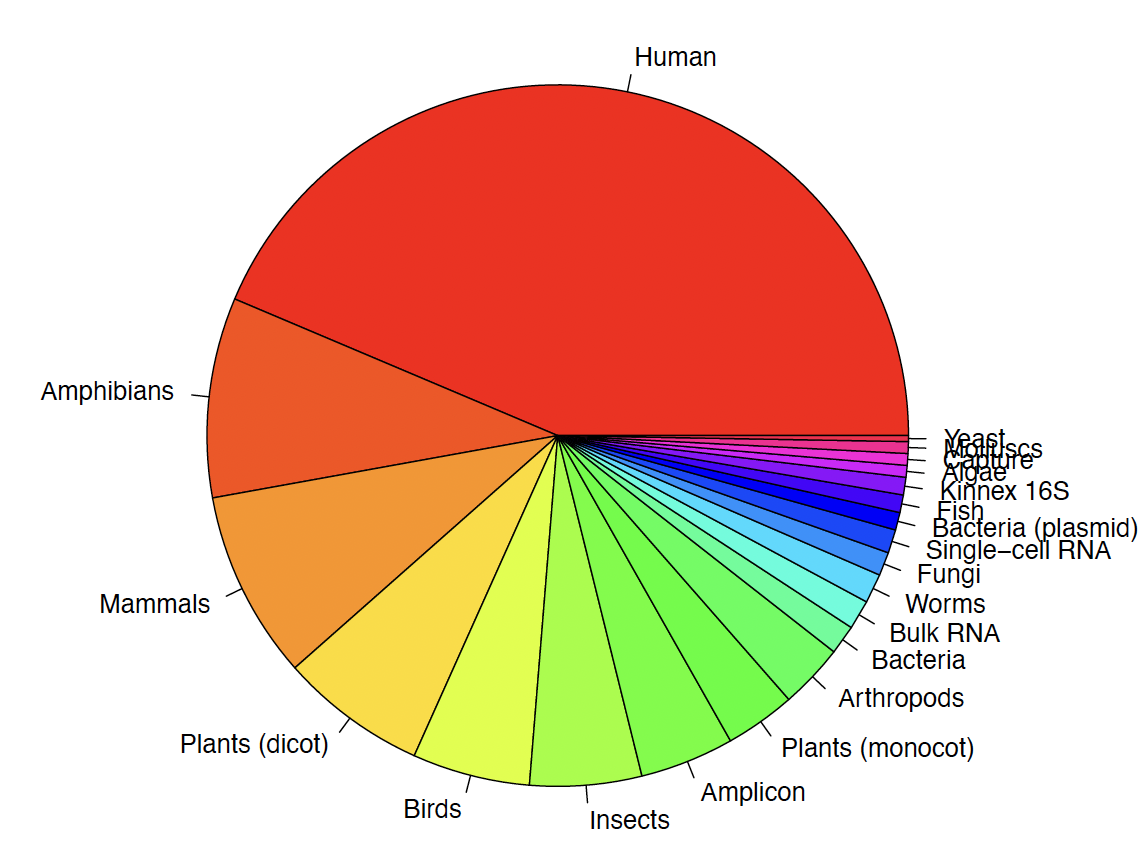 Human
Amphibians
Mammals
Plants (dicot)
Birds
Insects
Amplicon
Plants (monocot)
Arthropods
Bacteria
Bulk RNA
Worms
Fungi
Single−cell RNA
Bacteria (plasmid)
Fish
Kinnex 16S
Algae
Capture
Molluscs
Yeast